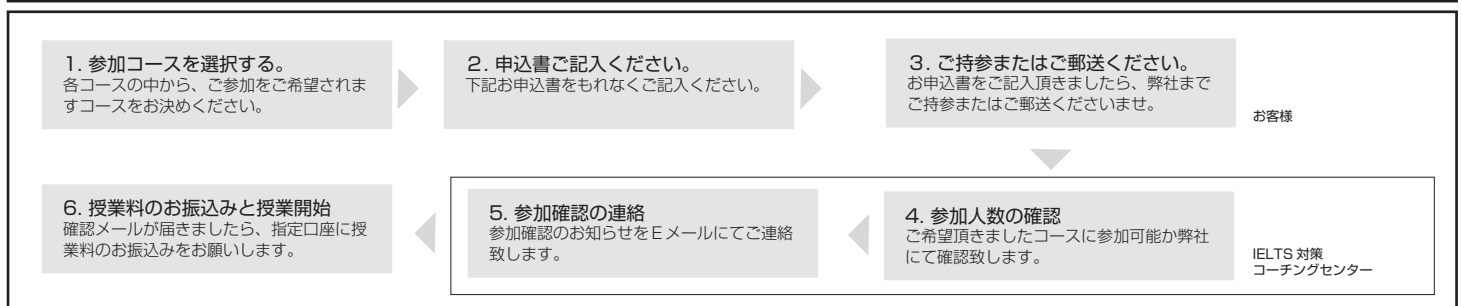 1. 参加コースを選択する。
各コースの中から、ご参加をご希望されま
すコースをお決めください。
2. 申込書ご記入ください。
下記お申込書をもれなくご記入ください。
3. ご持参またはご郵送ください。
お申込書をご記入頂きましたら、弊社まで
ご持参またはご郵送くださいませ。
お客様
4. 参加人数の確認
ご希望頂きましたコースに参加可能か弊社
にて確認致します。
IELTS 対策
コーチングセンター
5. 参加確認の連絡
参加確認のお知らせをEメールにてご連絡
致します。
6. 授業料のお振込みと授業開始
確認メールが届きましたら、指定口座に授
業料のお振込みをお願いします。